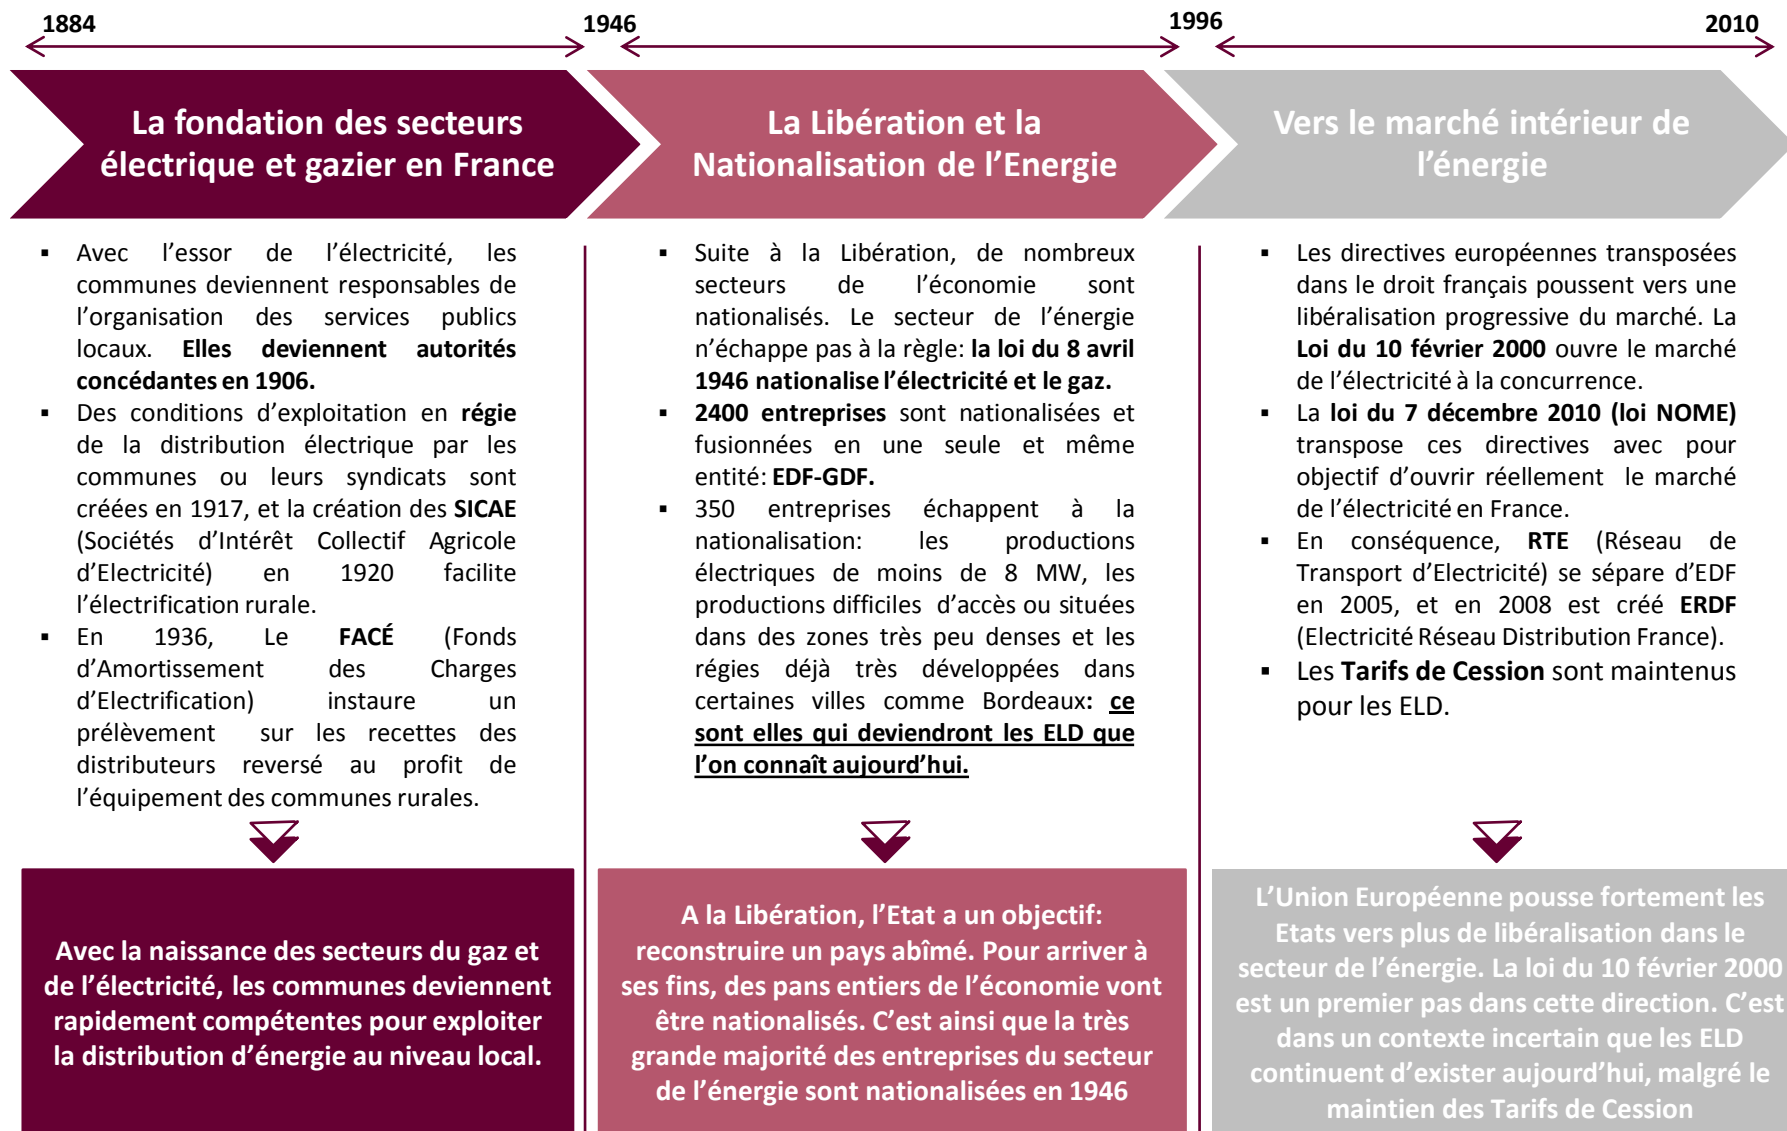 1884
1946
1996
2010
La fondation des secteurs
électrique et gazier en France
La Libération et la
Nationalisation de l’Energie
Vers le marché intérieur de
l’énergie
▪ Avec l’essor de l’électricité, les
communes deviennent responsables de
l’organisation des services publics
locaux. Elles deviennent autorités
concédantes en 1906.
▪ Des conditions d’exploitation en régie
de la distribution électrique par les
communes ou leurs syndicats sont
créées en 1917, et la création des SICAE
(Sociétés d’Intérêt Collectif Agricole
d’Electricité) en 1920 facilite
l’électrification rurale.
▪ En 1936, Le FACÉ (Fonds
d’Amortissement des Charges
d’Electrification) instaure un
prélèvement sur les recettes des
distributeurs reversé au profit de
l’équipement des communes rurales.
▪ Suite à la Libération, de nombreux
secteurs de l’économie sont
nationalisés. Le secteur de l’énergie
n’échappe pas à la règle: la loi du 8 avril
1946 nationalise l’électricité et le gaz.
▪ 2400 entreprises sont nationalisées et
fusionnées en une seule et même
entité: EDF-GDF.
▪ 350 entreprises échappent à la
nationalisation: les productions
électriques de moins de 8 MW, les
productions difficiles d’accès ou situées
dans des zones très peu denses et les
régies déjà très développées dans
certaines villes comme Bordeaux: ce
sont elles qui deviendront les ELD que
l’on connaît aujourd’hui.
▪ Les directives européennes transposées
dans le droit français poussent vers une
libéralisation progressive du marché. La
Loi du 10 février 2000 ouvre le marché
de l’électricité à la concurrence.
▪ La loi du 7 décembre 2010 (loi NOME)
transpose ces directives avec pour
objectif d’ouvrir réellement le marché
de l’électricité en France.
▪ En conséquence, RTE (Réseau de
Transport d’Electricité) se sépare d’EDF
en 2005, et en 2008 est créé ERDF
(Electricité Réseau Distribution France).
▪ Les Tarifs de Cession sont maintenus
pour les ELD.
Avec la naissance des secteurs du gaz et
de l’électricité, les communes deviennent
rapidement compétentes pour exploiter
la distribution d’énergie au niveau local.
A la Libération, l’Etat a un objectif:
reconstruire un pays abîmé. Pour arriver à
ses fins, des pans entiers de l’économie vont
être nationalisés. C’est ainsi que la très
grande majorité des entreprises du secteur
de l’énergie sont nationalisées en 1946
L’Union Européenne pousse fortement les
Etats vers plus de libéralisation dans le
secteur de l’énergie. La loi du 10 février 2000
est un premier pas dans cette direction. C’est
dans un contexte incertain que les ELD
continuent d’exister aujourd’hui, malgré le
maintien des Tarifs de Cession